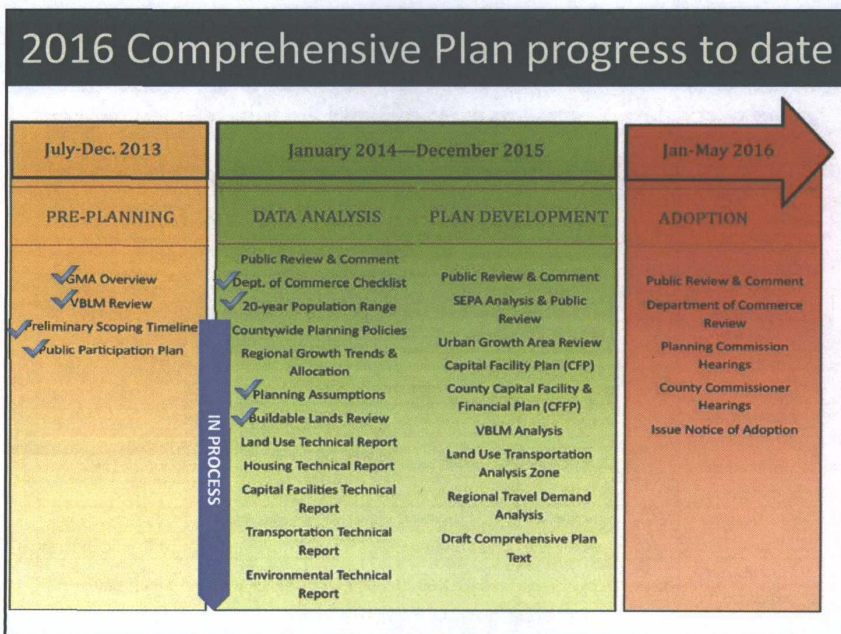 2016 Comprehensive Plan progress to date
July-Dec. 2013
January 2014—December 2015
Jan-May 2016
PRE-PLANNING
GMA Overview
VBLM Review
Preliminary Scoping Timeline
Public Participation Plan
IN PROCESS
DATA ANALYSIS
Public Review & Comment
Dept. of Commerce Checklist
20-year Population Range
Countywide Planning Policies
Regional Growth Trends &
Allocation
Planning Assumptions
Buildable Lands Review
Land Use Technical Report
Housing Technical Report
Capital Facilities Technical
Report
Transportation Technical
Report
Environmental Technical
Report
PLAN DEVELOPMENT
Public Review & Comment
SEPA Analysis & Public
Review
Urban Growth Area Review
Capital Facility Plan (CFP)
County Capital Facility &
Financial Plan (CFFP)
VBLM Analysis
Land Use Transportation
Analysis Zone
Regional Travel Demand
Analysis
Draft Comprehensive Plan
Text
ADOPTION
Public Review & Comment
Department of Commerce
Review
Planning Commission
Hearings
County Commissioner
Hearings
Issue Notice of Adoption